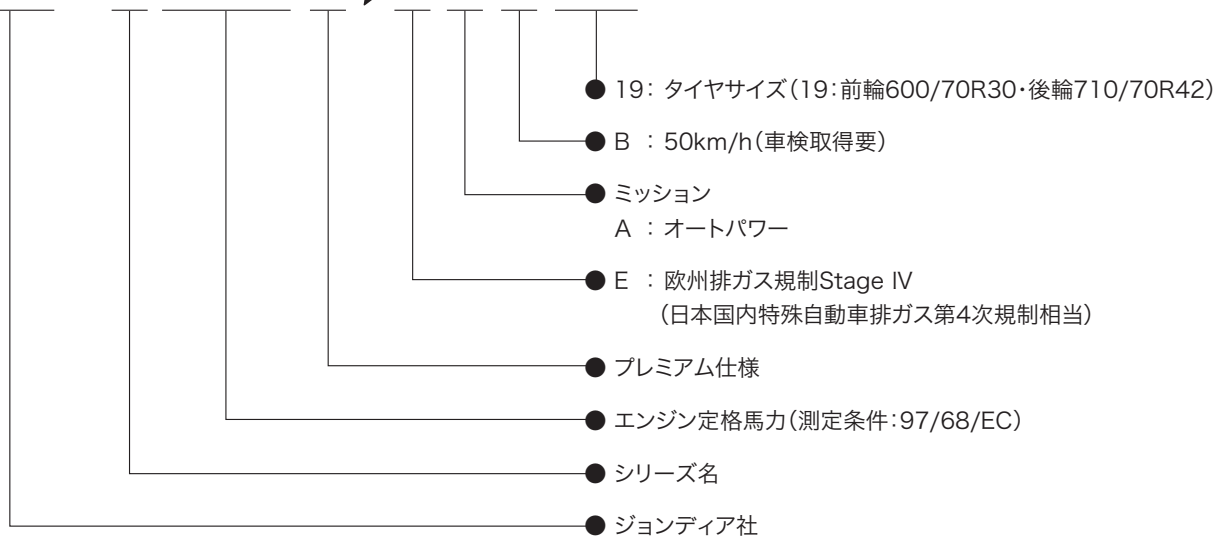 19: タイヤサイズ(19:前輪600/70R30・後輪710/70R42)
B : 50km/h(車検取得要)
ミッション
A : オートパワー
E : 欧州排ガス規制Stage Ⅳ
(日本国内特殊自動車排ガス第4次規制相当)
プレミアム仕様
エンジン定格馬力(測定条件:97/68/EC)
シリーズ名
ジョンディア社